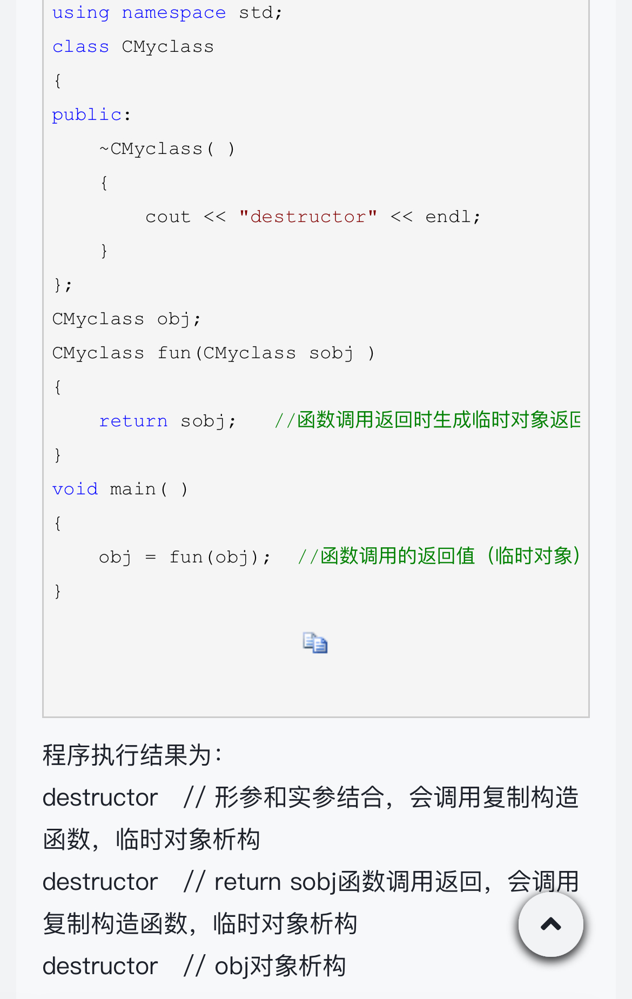 using namespace std;
class CMyclass
{
public:
    ~CMyclass( )
    {
        cout << "destructor" << endl;
    }
};
CMyclass obj;
CMyclass fun(CMyclass sobj )
{
    return sobj;   //函数调用返回时生成临时对象返回
}
void main( )
{
    obj = fun(obj);  //函数调用的返回值（临时对象）
}
程序执行结果为：
destructor    // 形参和实参结合，会调用复制构造
函数，临时对象析构
destructor    // return sobj函数调用返回，会调用
复制构造函数，临时对象析构
destructor    // obj对象析构